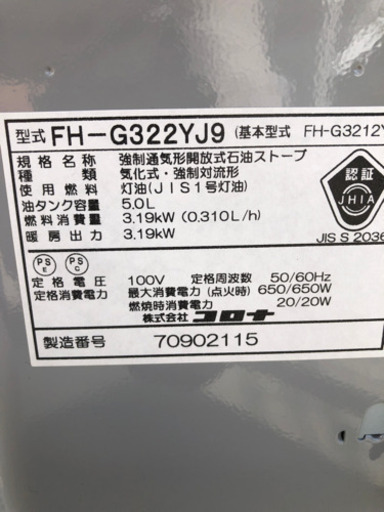 型式 FH-G322YJ9 (基本型式 FH-G3212Y
規格名称 : 強制通気形開放式石油ストーブ
種類 : 気化式・強制対流形
使用燃料 : 灯油(JIS1号灯油)
油タンク容量 : 5.0L
燃料消費量 : 3.19kW (0.310L/h)
暖房出力 : 3.19kW
認証
JHIA
JIS S 2036
PS E PS C
定格電圧 : 100V 定格周波数 50/60Hz
定格消費電力 : 最大消費電力(点火時) 650/650W
燃焼時消費電力 20/20W
株式会社 コロナ
製造番号 70902115